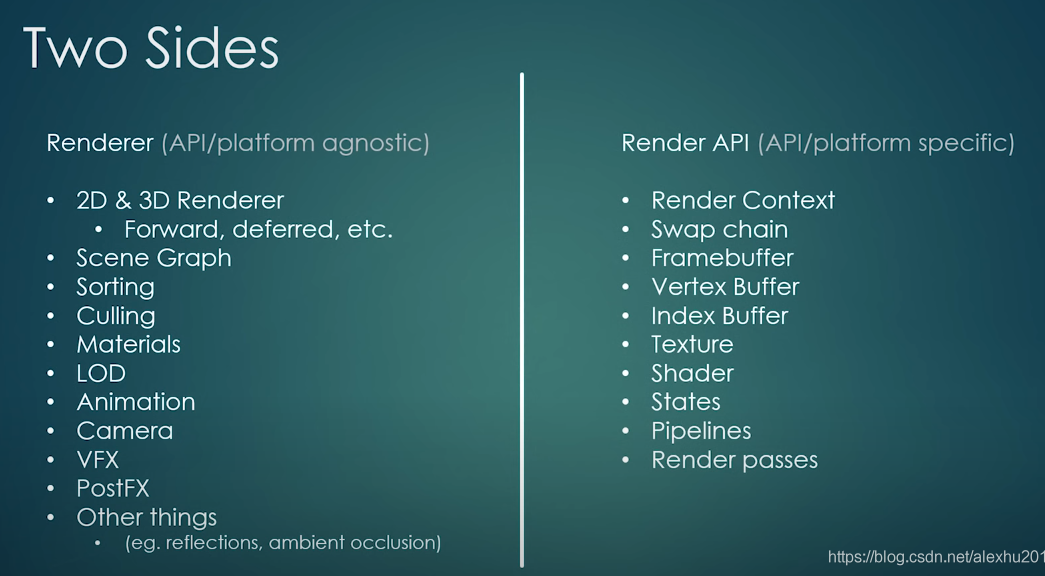 Two Sides
Renderer (API/platform agnostic)
• 2D & 3D Renderer
• Forward, deferred, etc.
• Scene Graph
• Sorting
• Culling
• Materials
• LOD
• Animation
• Camera
• VFX
• PostFX
• Other things
• (eg. reflections, ambient occlusion)
Render API (API/platform specific)
• Render Context
• Swap chain
• Framebuffer
• Vertex Buffer
• Index Buffer
• Texture
• Shader
• States
• Pipelines
• Render passes
https://blog.csdn.net/alexhu201